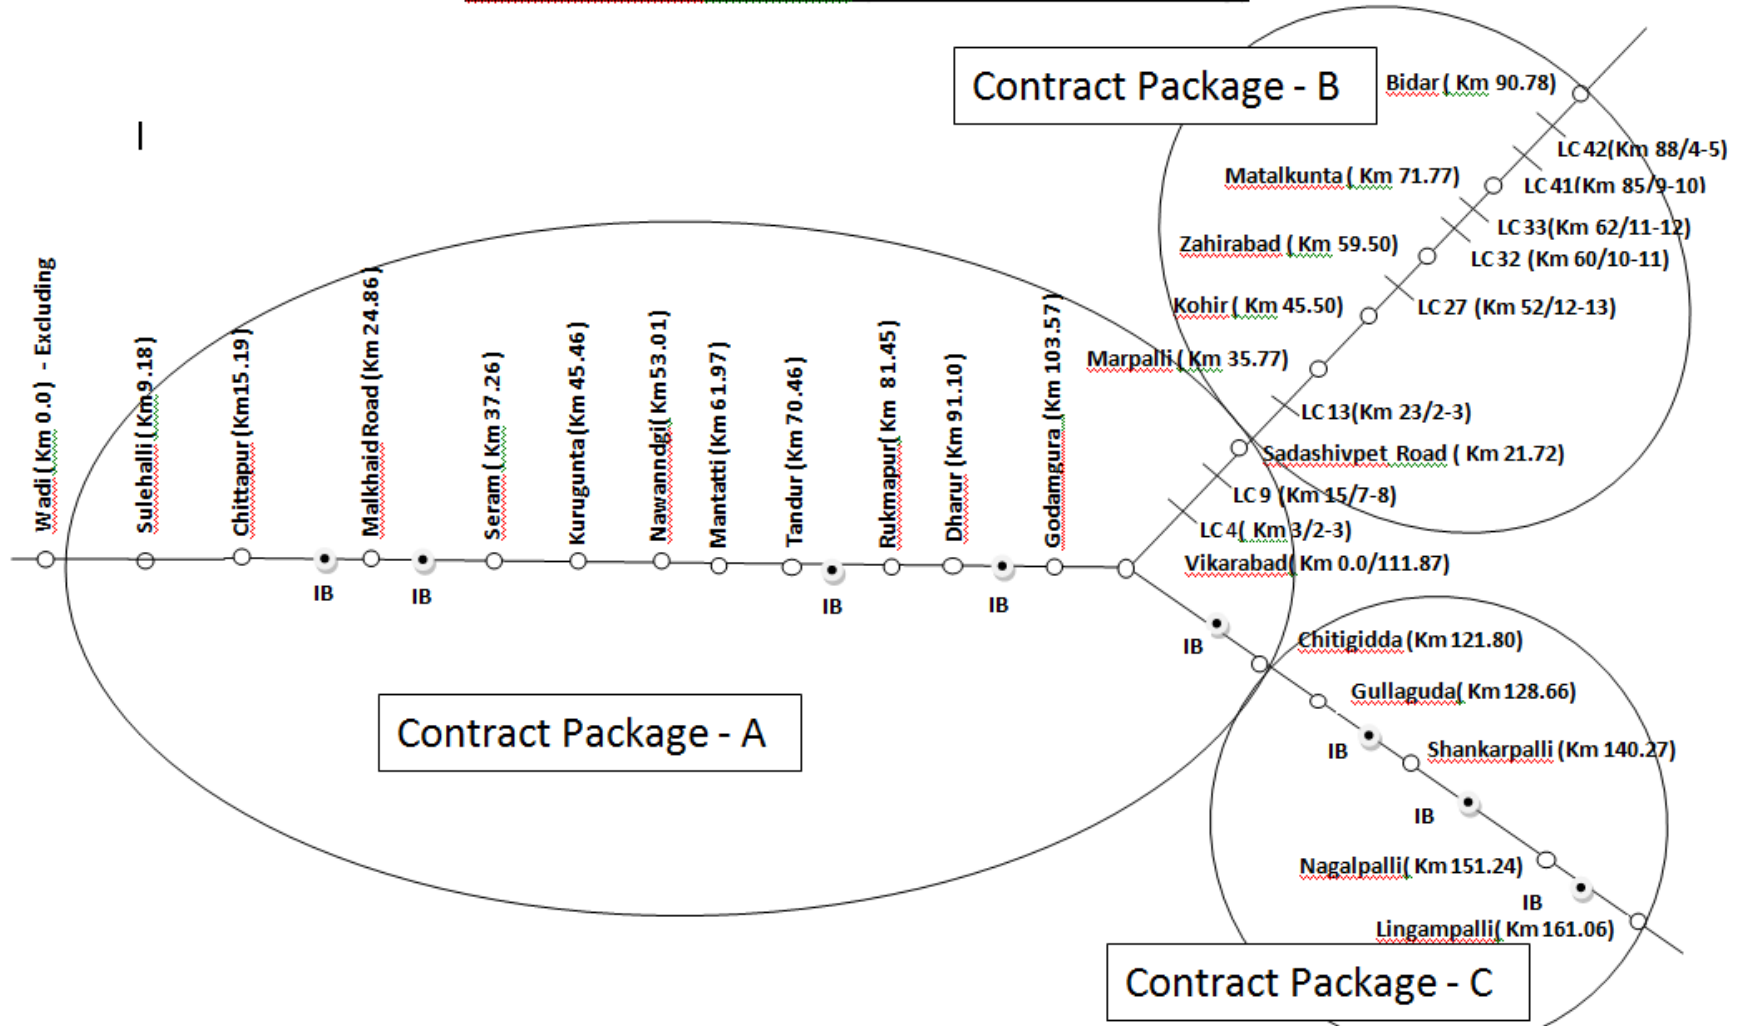 Contract Package - B
Bidar ( Km 90.78)
LC 42(Km 88/4-5)
Matalkunta ( Km 71.77)
LC 41(Km 85/9-10)
LC 33(Km 62/11-12)
Zahirabad ( Km 59.50)
LC 32 (Km 60/10-11)
Kohir ( Km 45.50)
LC 27 (Km 52/12-13)
Marpalli ( Km 35.77)
LC 13(Km 23/2-3)
Sadashivpet Road ( Km 21.72)
LC 9 (Km 15/7-8)
LC 4( Km 3/2-3)
Vikarabad( Km 0.0/111.87)
Wadi ( Km 0.0 ) - Excluding
Sulehalli ( Km 9.18)
Chittapur (Km 15.19)
Malkhaid Road (Km 24.86)
Seram ( Km 37.26)
Kurugunta (Km 45.46)
Nawanndgi( Km 53.01)
Mantatti (Km 61.97)
Tandur (Km 70.46)
Rukmapur( Km 81.45)
Dharur (Km 91.10)
Godamgura (Km 103.57)
IB
IB
IB
IB
IB
Chitigidda (Km 121.80)
Gullaguda( Km 128.66)
IB
Shankarpalli (Km 140.27)
IB
Nagalpalli( Km 151.24)
IB
Lingampalli( Km 161.06)
Contract Package - A
Contract Package - C